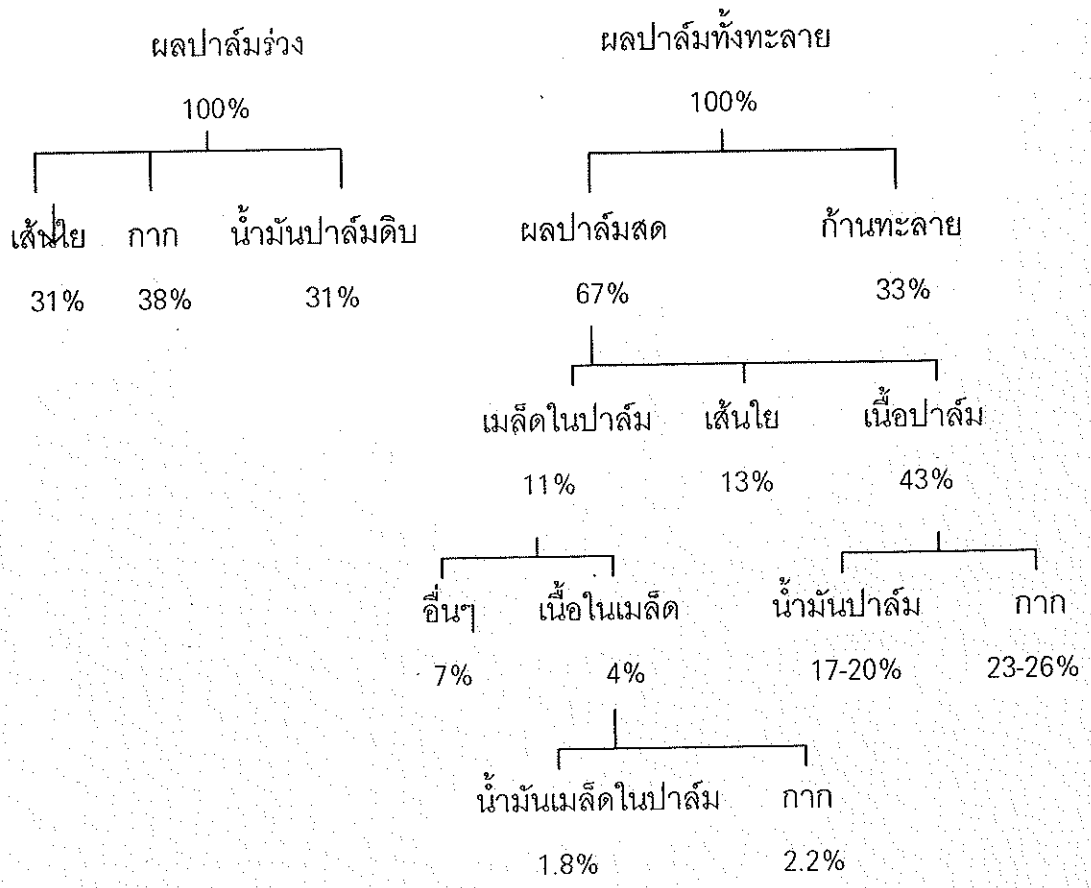 ผลปาล์มร่วง ผลปาล์มทั้งทะลาย
100% 100%
เส้นใย กาก น้ำมันปาล์มดิบ ผลปาล์มสด ก้านทะลาย
31% 38% 31% 67% 33%
เมล็ดในปาล์ม เส้นใย เนื้อปาล์ม
11% 13% 43%
อื่นๆ เนื้อในเมล็ด น้ำมันปาล์ม กาก
7% 4% 17-20% 23-26%
น้ำมันเมล็ดในปาล์ม กาก
1.8% 2.2%